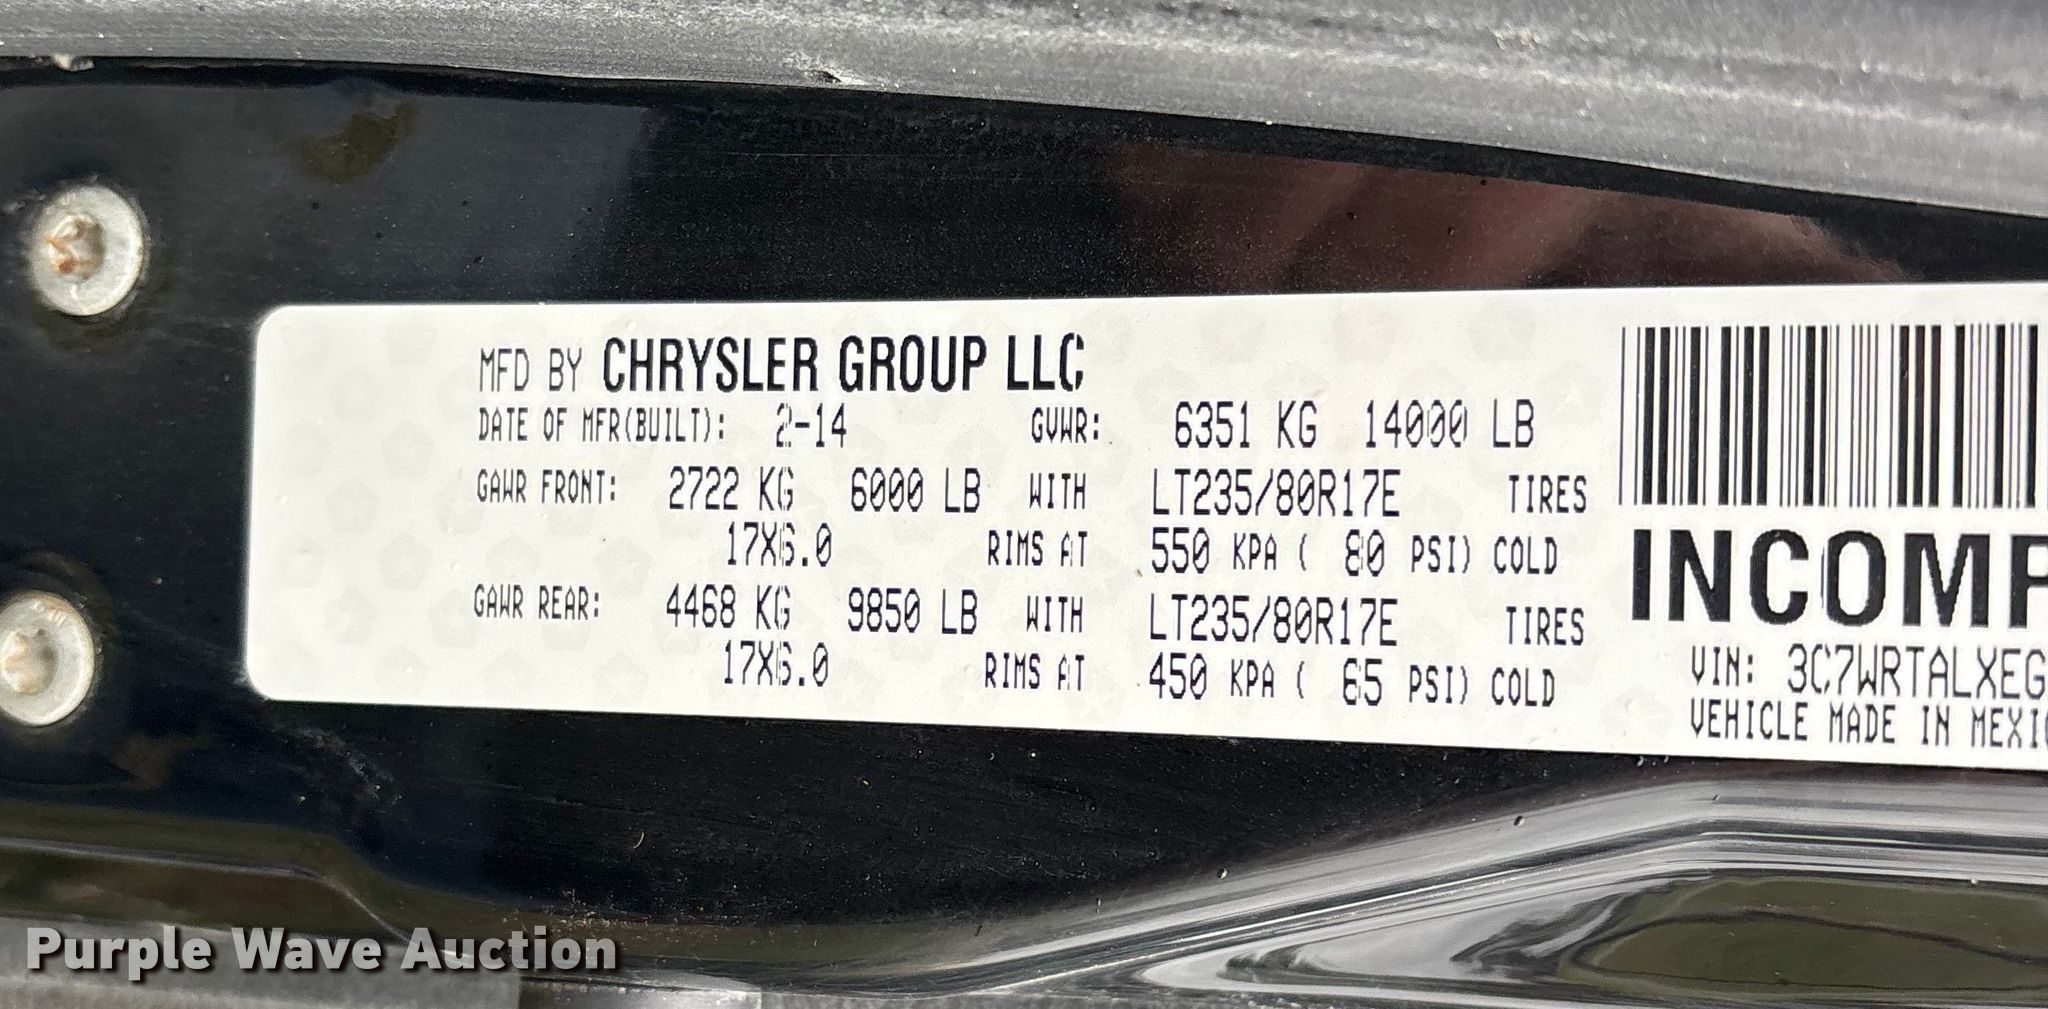 MFD BY CHRYSLER GROUP LLC
DATE OF MFR(BUILT): 2-14 GVWR: 6351 KG 14000 LB
GAWR FRONT: 2722 KG 6000 LB WITH LT235/80R17E TIRES
17X6.0 RIMS AT 550 KPA ( 80 PSI) COLD
GAWR REAR: 4468 KG 9850 LB WITH LT235/80R17E TIRES
17X6.0 RIMS AT 450 KPA ( 65 PSI) COLD
INCOMP
VIN: 3C7WRTALXEG
VEHICLE MADE IN MEXIC
Purple Wave Auction